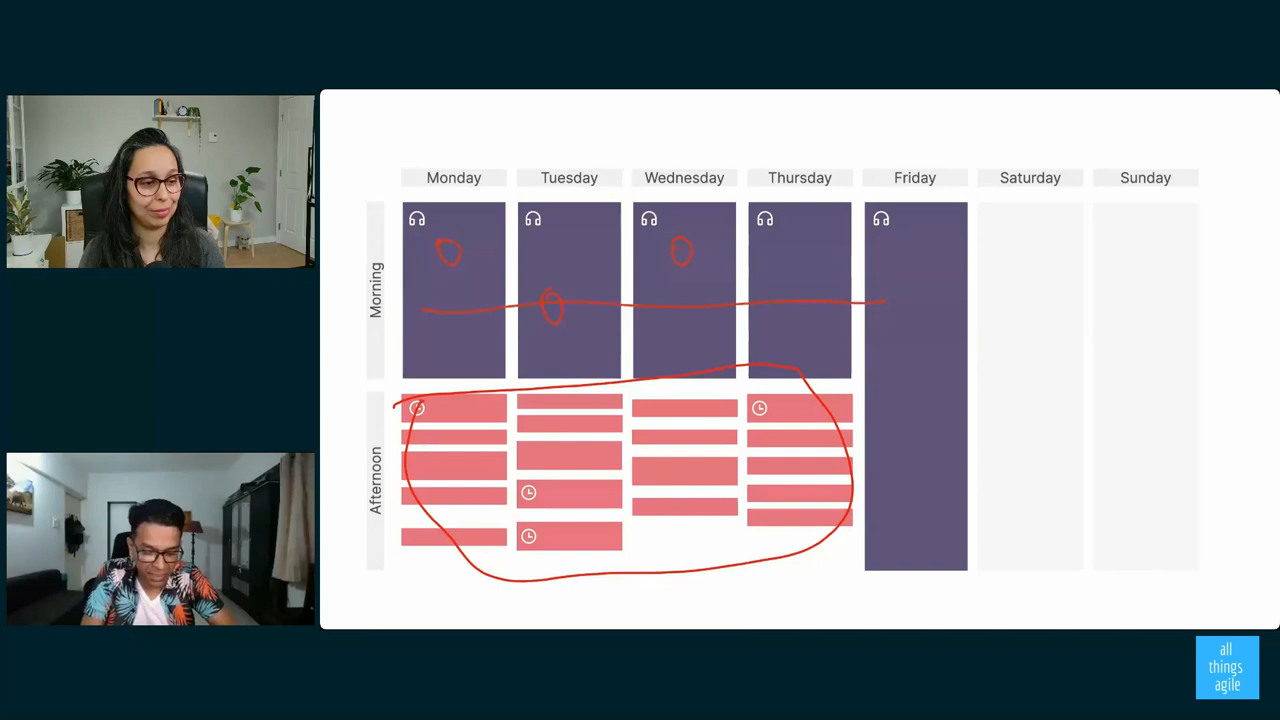 Monday Tuesday Wednesday Thursday Friday Saturday Sunday
Morning
Afternoon
all
things
agile